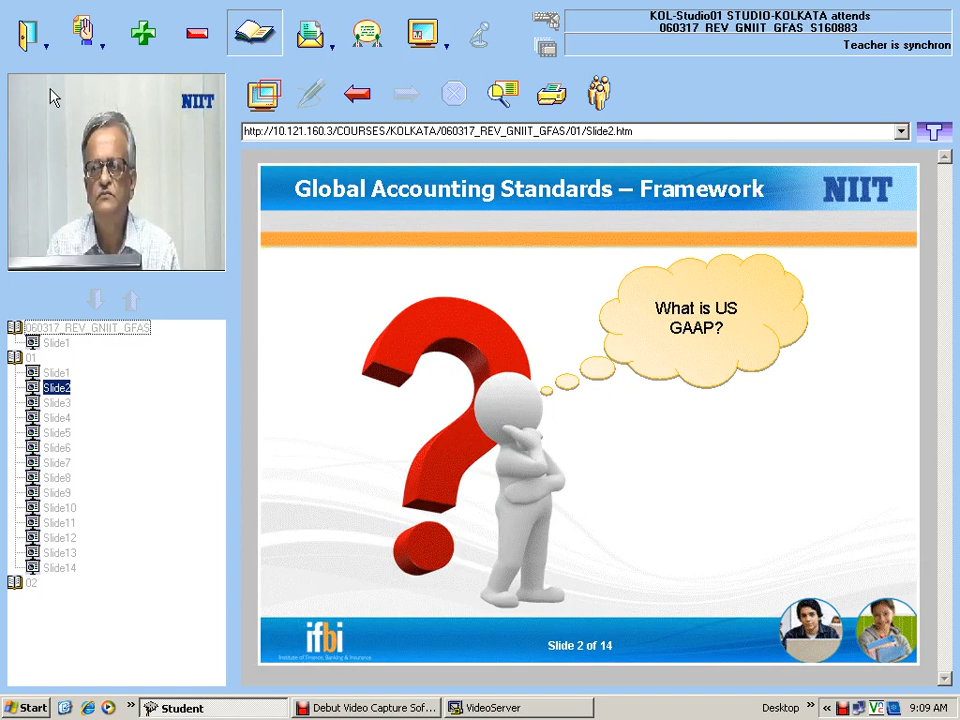 KOL-Studio01 STUDIO-KOLKATA attends
060317_REV_GNIIT_GFAS_S160883
Teacher is synchron
NIIT
http://10.121.160.3/COURSES/KOLKATA/060317_REV_GNIIT_GFAS/01/Slide2.htm
T
Global Accounting Standards – Framework
NIIT
What is US
GAAP?
060317_REV_GNIIT_GFAS
Slide1
01
Slide1
Slide2
Slide3
Slide4
Slide5
Slide6
Slide7
Slide8
Slide9
Slide10
Slide11
Slide12
Slide13
Slide14
02
ifbi
Institute of Finance, Banking & Insurance
Slide 2 of 14
Start
Student
Debut Video Capture Sof...
VideoServer
Desktop
9:09 AM